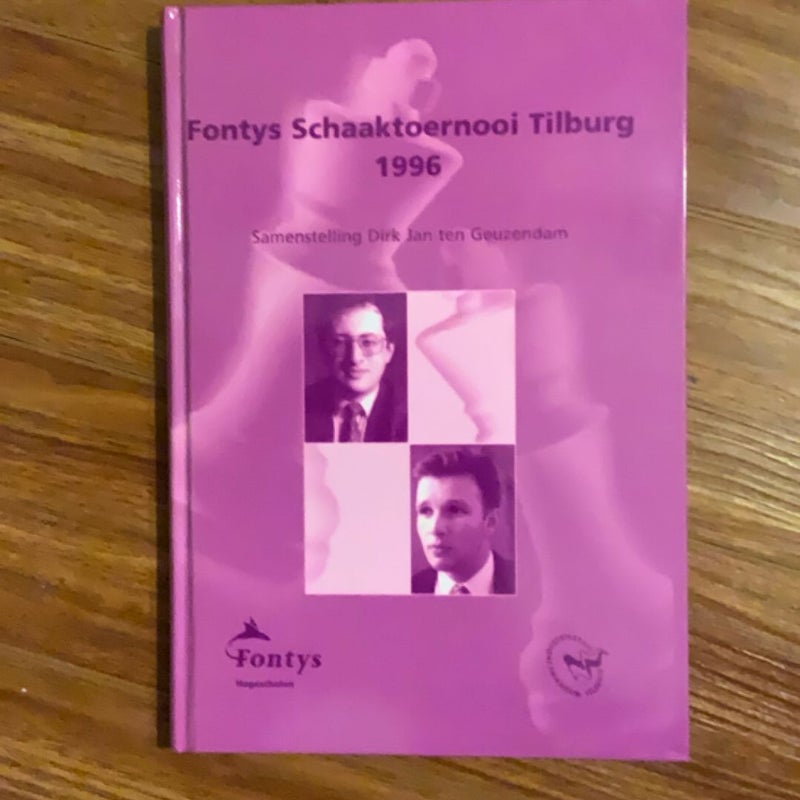 Fontys Schaaktoernooi Tilburg
1996
Samenstelling Dirk Jan ten Geuzendam
Fontys
Hogescholen